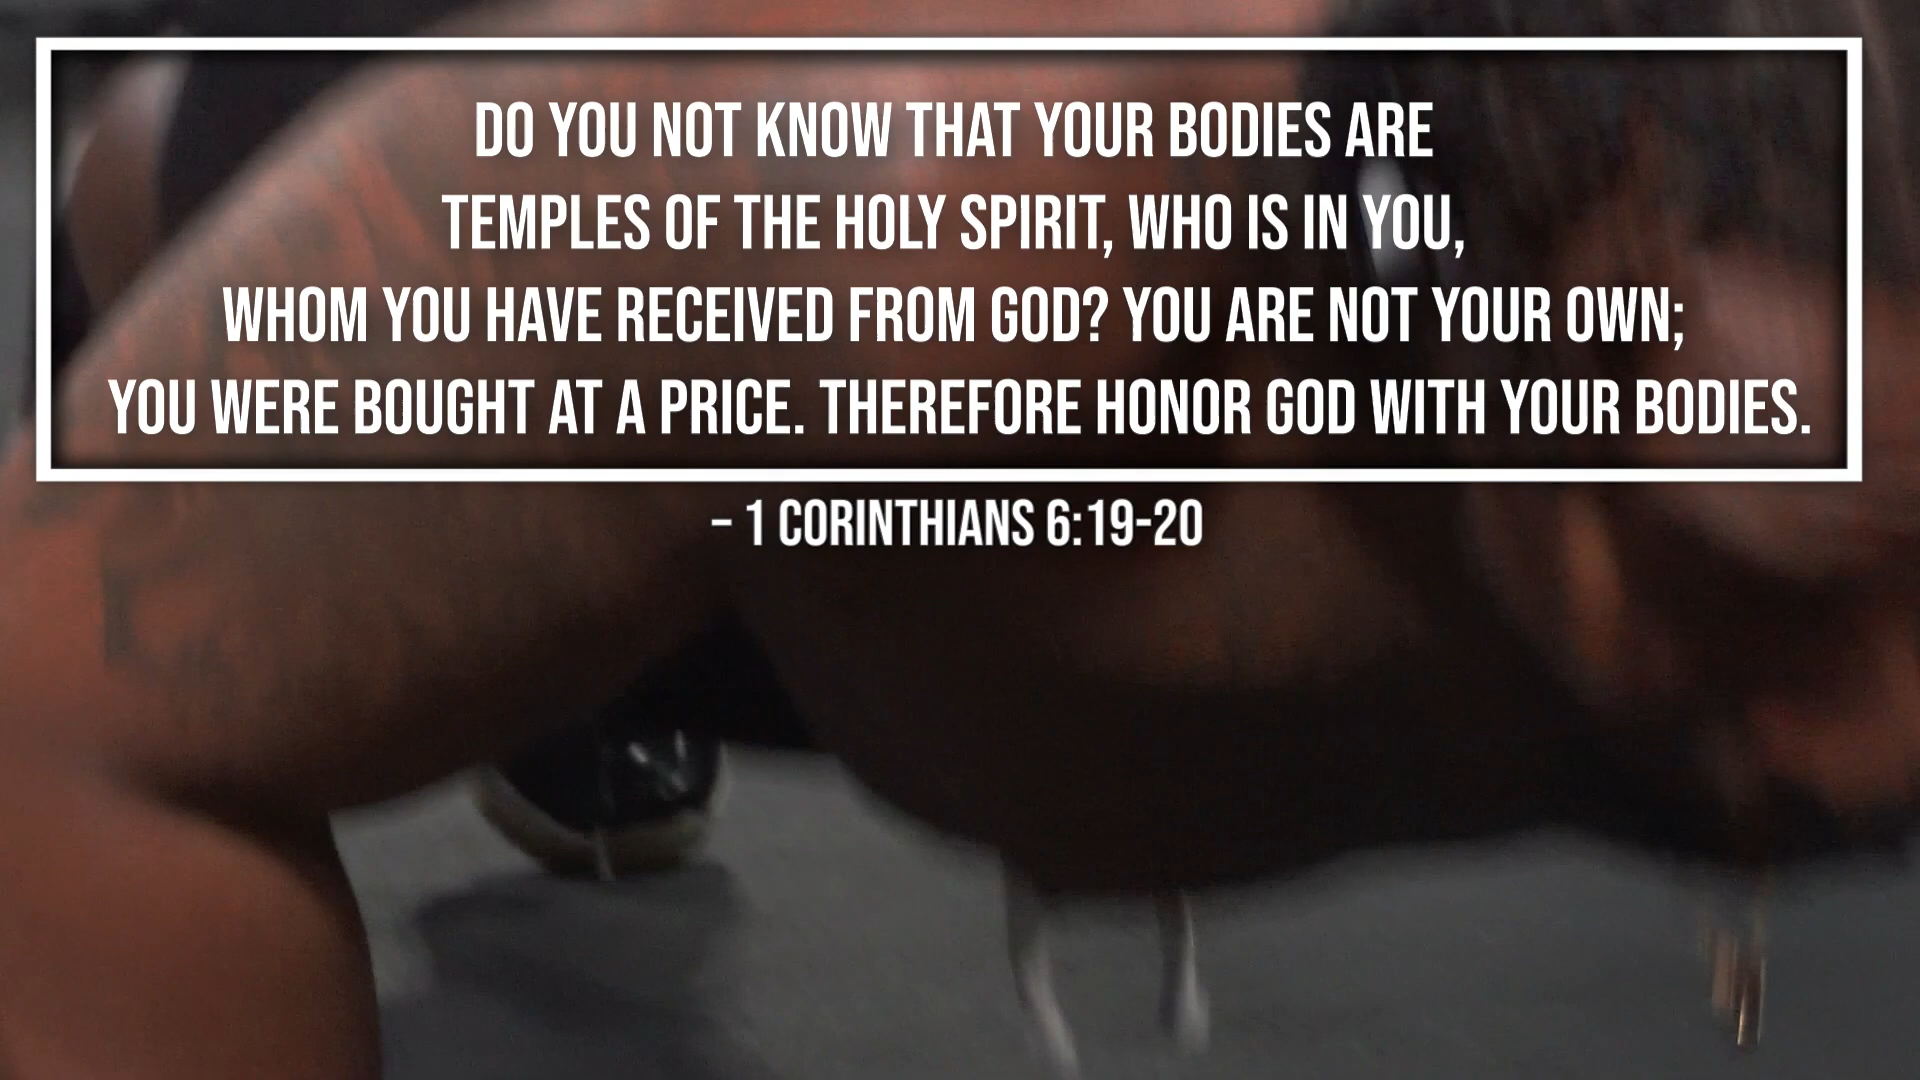 DO YOU NOT KNOW THAT YOUR BODIES ARE
TEMPLES OF THE HOLY SPIRIT, WHO IS IN YOU,
WHOM YOU HAVE RECEIVED FROM GOD? YOU ARE NOT YOUR OWN;
YOU WERE BOUGHT AT A PRICE. THEREFORE HONOR GOD WITH YOUR BODIES.
– 1 CORINTHIANS 6:19-20